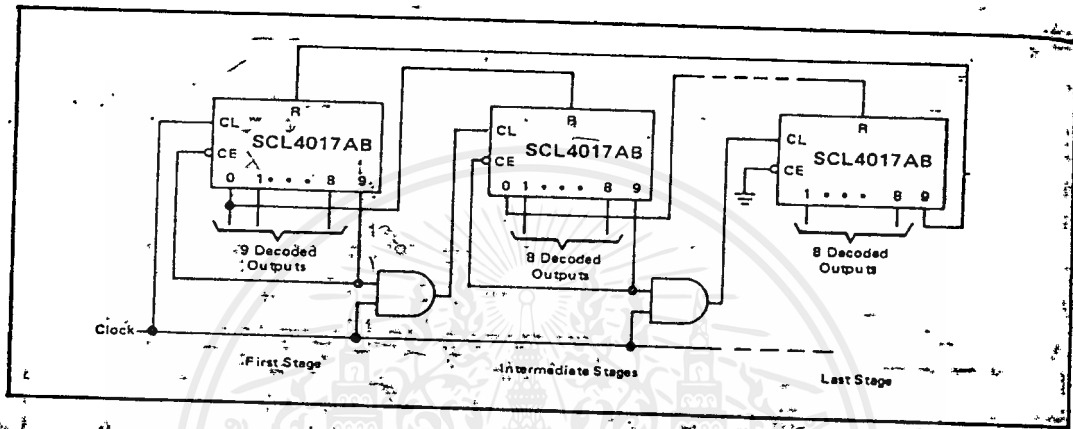 R
CL
SCL4017AB
CE
0 1 • • • 8 9
9 Decoded
Outputs
R
CL
SCL4017AB
CE
0 1 • • • 8 9
8 Decoded
Outputs
R
CL
SCL4017AB
CE
1 • • • 8 9
8 Decoded
Outputs
Clock
First Stage
Intermediate Stages
Last Stage